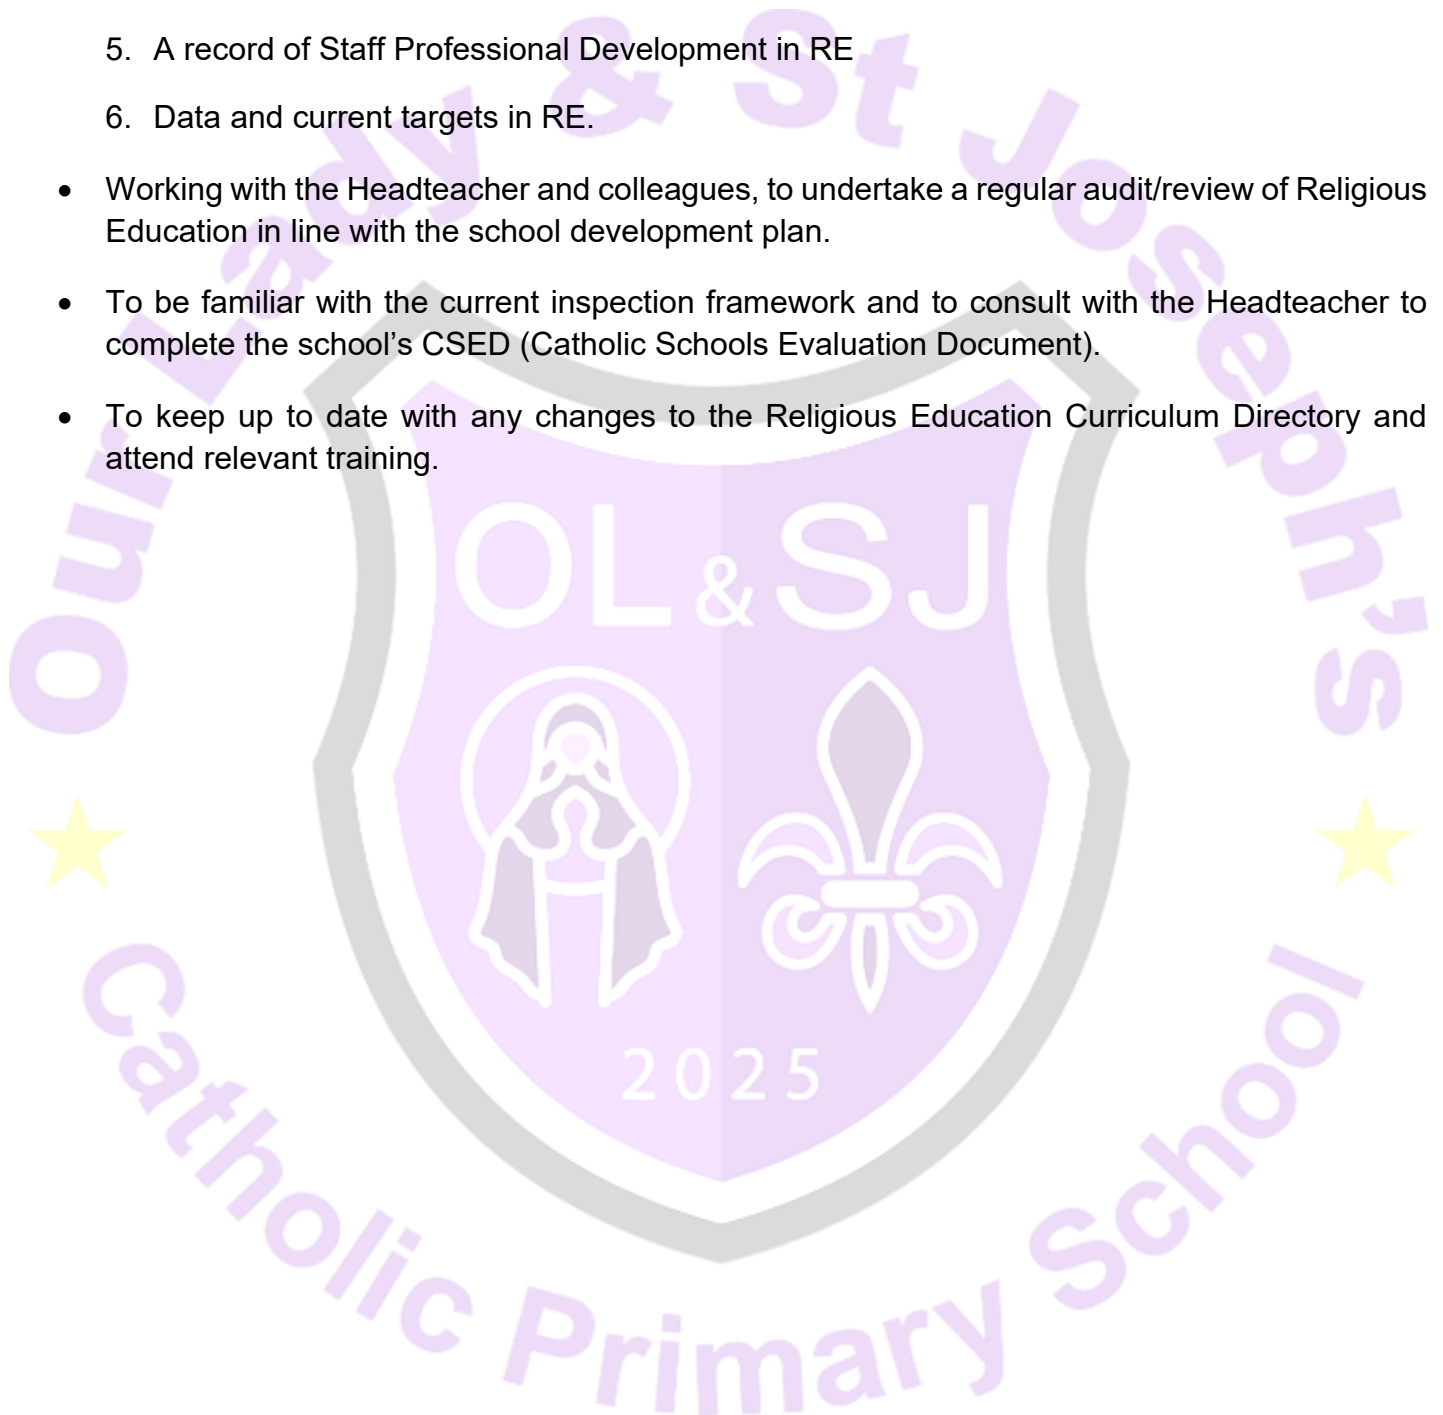 5. A record of Staff Professional Development in RE
6. Data and current targets in RE.
• Working with the Headteacher and colleagues, to undertake a regular audit/review of Religious
Education in line with the school development plan.
• To be familiar with the current inspection framework and to consult with the Headteacher to
complete the school’s CSED (Catholic Schools Evaluation Document).
• To keep up to date with any changes to the Religious Education Curriculum Directory and
attend relevant training.
Our Lady & St Joseph’s
OL & SJ
2025
Catholic Primary School